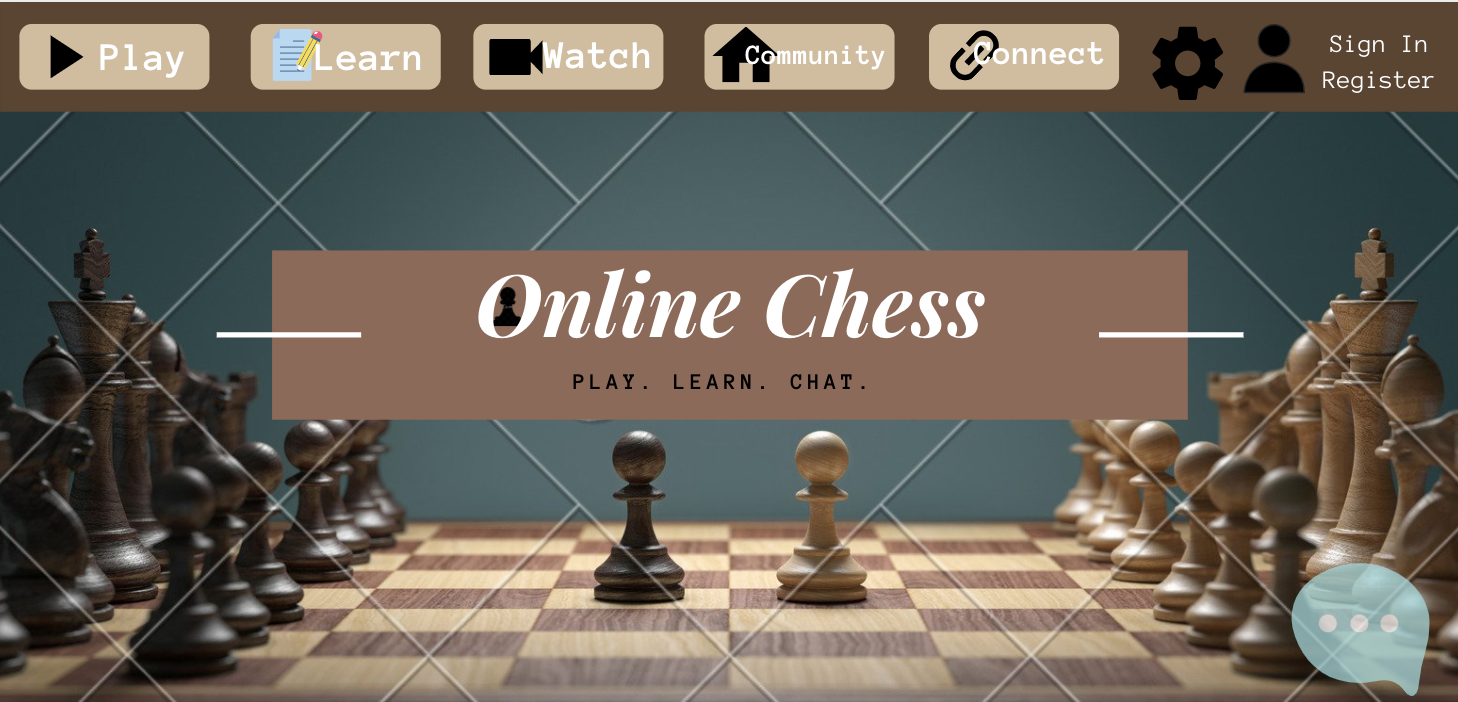 Play
Learn
Watch
Community
Connect
Sign In
Register
Online Chess
PLAY. LEARN. CHAT.